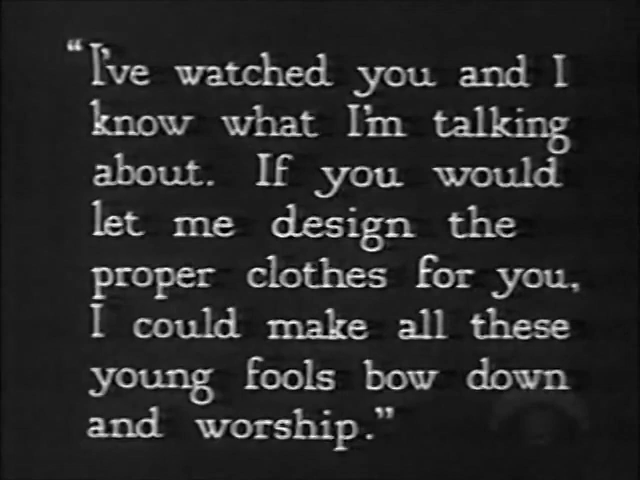 “I've watched you and I
know what I'm talking
about. If you would
let me design the
proper clothes for you,
I could make all these
young fools bow down
and worship.”